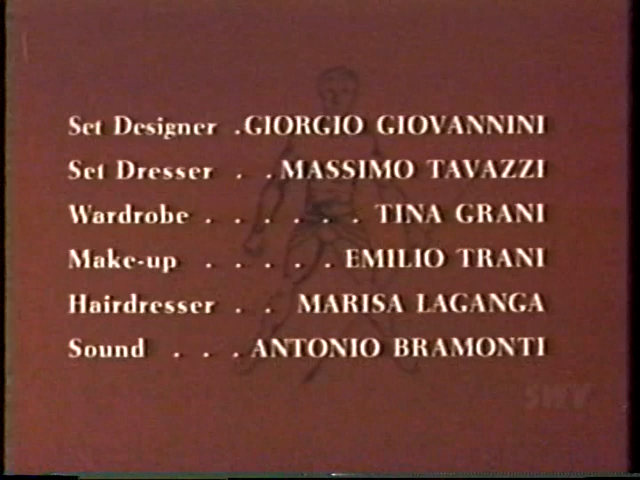 Set Designer .GIORGIO GIOVANNINI
Set Dresser . . MASSIMO TAVAZZI
Wardrobe . . . . . . TINA GRANI
Make-up . . . . . EMILIO TRANI
Hairdresser . . MARISA LAGANGA
Sound . . . ANTONIO BRAMONTI